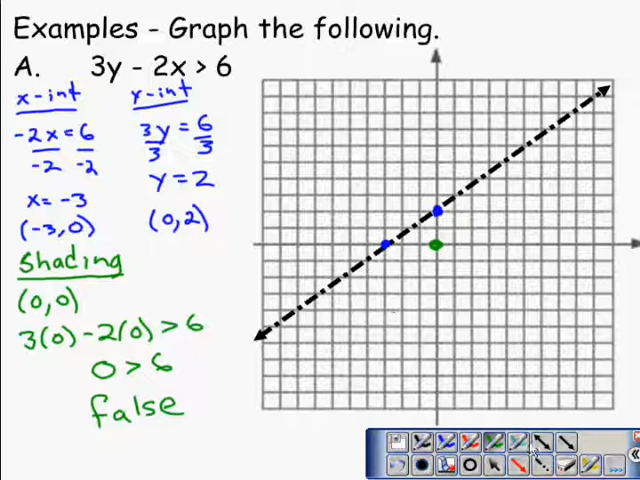 Examples - Graph the following.
A. 3y - 2x > 6
x-int
-2x = 6
-2 -2
x = -3
(-3,0)
y-int
3y = 6
3 3
y = 2
(0,2)
Shading
(0,0)
3(0) - 2(0) > 6
0 > 6
false